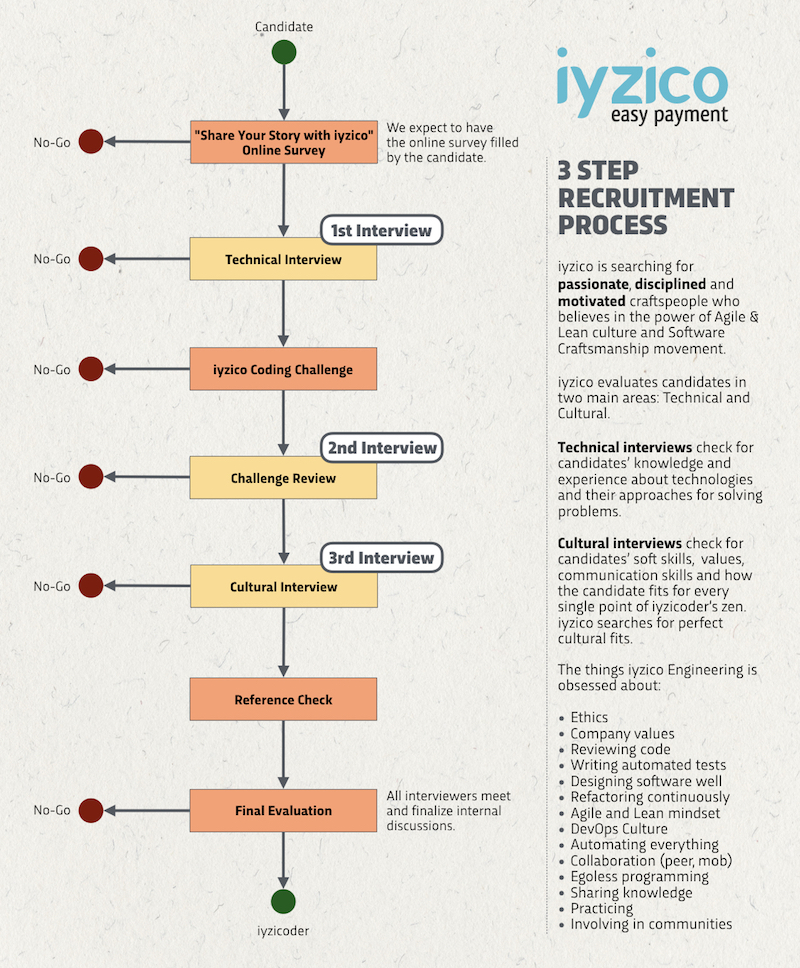 Candidate
"Share Your Story with iyzico"
Online Survey
We expect to have
the online survey filled
by the candidate.
No-Go
1st Interview
Technical Interview
No-Go
iyzico Coding Challenge
No-Go
2nd Interview
Challenge Review
No-Go
3rd Interview
Cultural Interview
No-Go
Reference Check
Final Evaluation
All interviewers meet
and finalize internal
discussions.
No-Go
iyzicoder
iyzico
easy payment
3 STEP
RECRUITMENT
PROCESS
iyzico is searching for
passionate, disciplined and
motivated craftspeople who
believes in the power of Agile &
Lean culture and Software
Craftsmanship movement.
iyzico evaluates candidates in
two main areas: Technical and
Cultural.
Technical interviews check for
candidates' knowledge and
experience about technologies
and their approaches for solving
problems.
Cultural interviews check for
candidates' soft skills, values,
communication skills and how
the candidate fits for every
single point of iyzicoder's zen.
iyzico searches for perfect
cultural fits.
The things iyzico Engineering is
obsessed about:
• Ethics
• Company values
• Reviewing code
• Writing automated tests
• Designing software well
• Refactoring continuously
• Agile and Lean mindset
• DevOps Culture
• Automating everything
• Collaboration (peer, mob)
• Egoless programming
• Sharing knowledge
• Practicing
• Involving in communities